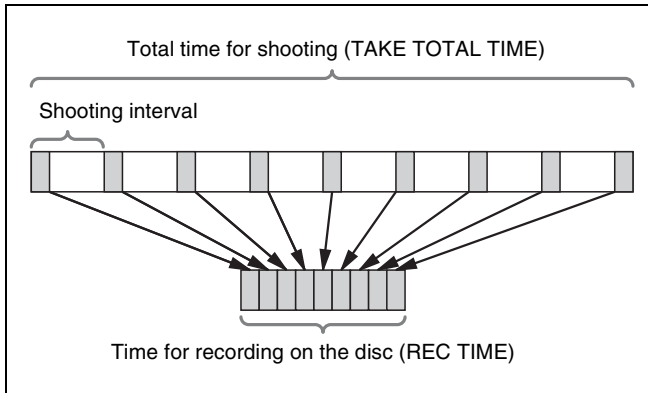 Total time for shooting (TAKE TOTAL TIME)
Shooting interval
Time for recording on the disc (REC TIME)